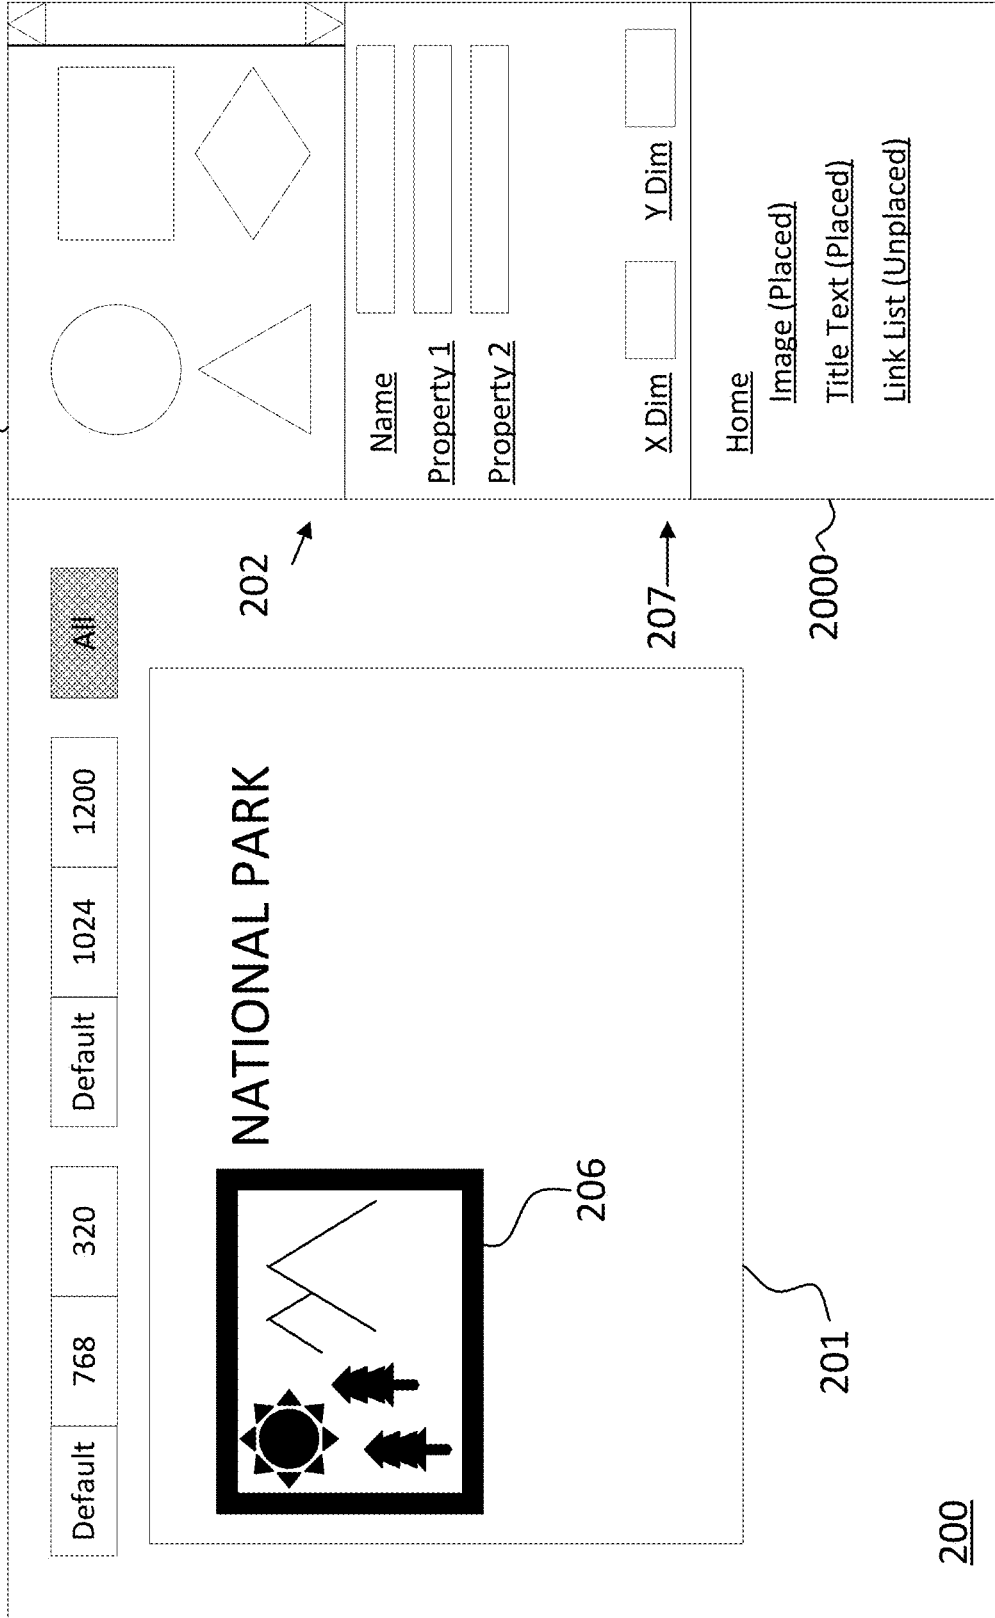 Default 768 320 Default 1024 1200 All
NATIONAL PARK
206
201
200
202
207
2000
Name
Property 1
Property 2
X Dim Y Dim
Home
Image (Placed)
Title Text (Placed)
Link List (Unplaced)